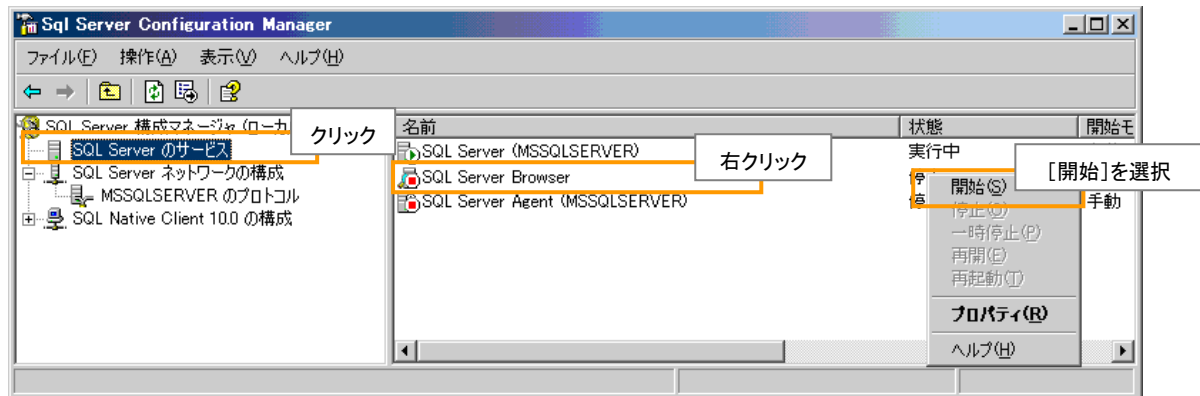 Sql Server Configuration Manager
ファイル(F) 操作(A) 表示(V) ヘルプ(H)
SQL Server 構成マネージャ (ローカ
クリック
名前
状態
開始モ
SQL Server のサービス
SQL Server (MSSQLSERVER)
実行中
右クリック
[開始]を選択
SQL Server ネットワークの構成
SQL Server Browser
停
開始(S)
MSSQLSERVER のプロトコル
SQL Server Agent (MSSQLSERVER)
停
停止(O)
手動
SQL Native Client 10.0 の構成
一時停止(P)
再開(E)
再起動(T)
プロパティ(R)
ヘルプ(H)